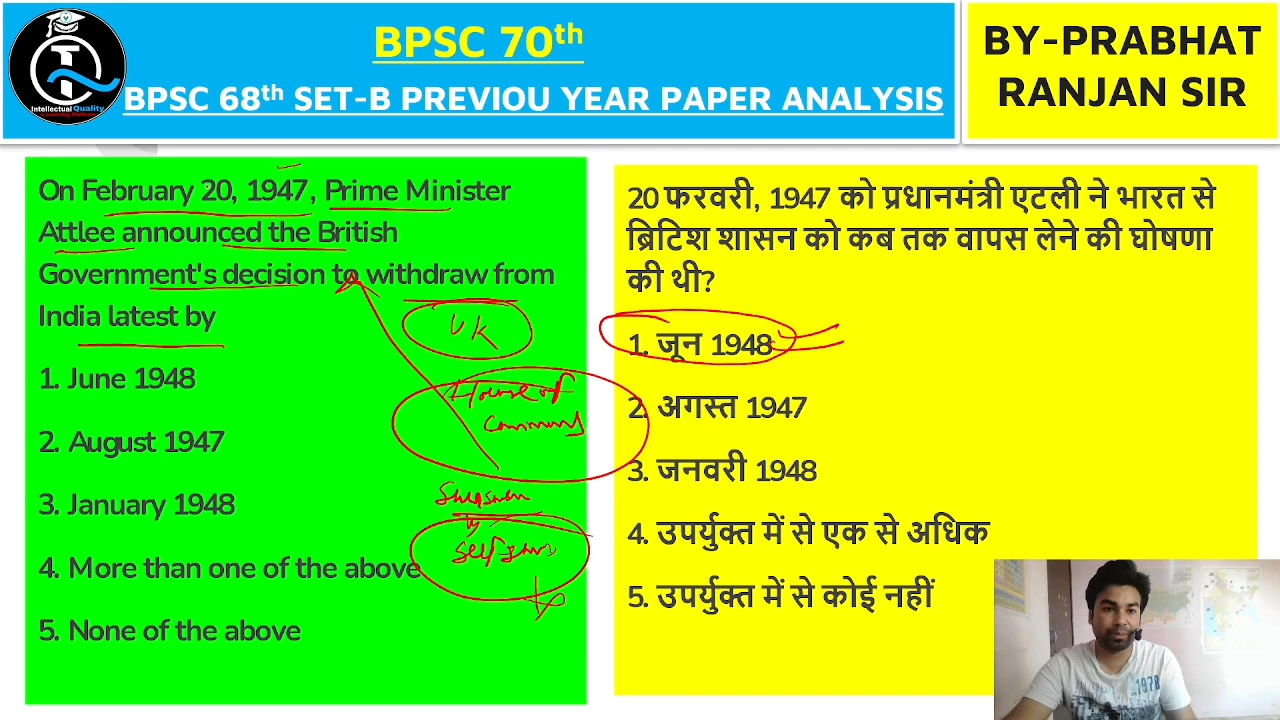 BPSC 70th
BPSC 68th SET-B PREVIOU YEAR PAPER ANALYSIS
BY-PRABHAT
RANJAN SIR
Intellectual Quality
On February 20, 1947, Prime Minister
Attlee announced the British
Government's decision to withdraw from
India latest by
UK
1. June 1948
House of
2. August 1947
3. January 1948
4. More than one of the above
5. None of the above
20 फरवरी, 1947 को प्रधानमंत्री एटली ने भारत से
ब्रिटिश शासन को कब तक वापस लेने की घोषणा
की थी?
1. जून 1948
2. अगस्त 1947
3. जनवरी 1948
4. उपर्युक्त में से एक से अधिक
5. उपर्युक्त में से कोई नहीं
1978